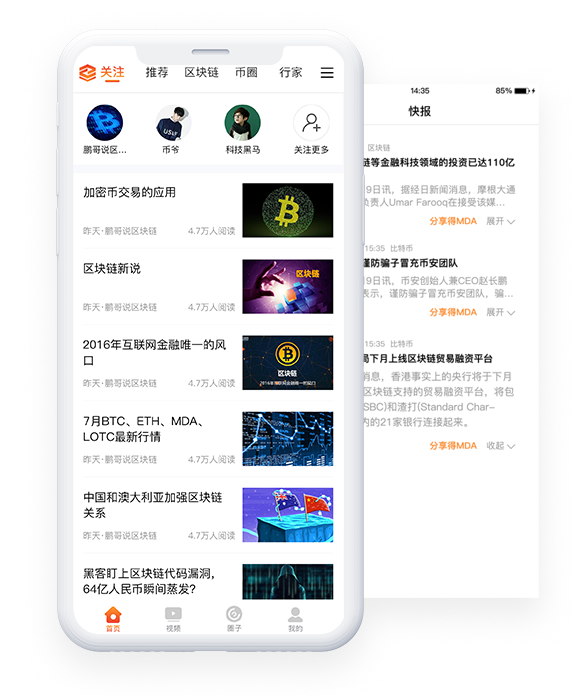 关注 推荐 区块链 币圈 行家
鹏哥说区... 币爷 科技黑马 关注更多
加密币交易的应用
昨天·鹏哥说区块链 4.7万人阅读
区块链新说
区块链
昨天·鹏哥说区块链 4.7万人阅读
2016年互联网金融唯一的风
口
区块链
2016年互联网金融唯一的风口
昨天·鹏哥说区块链 4.7万人阅读
7月BTC、ETH、MDA、
LOTC最新行情
昨天·鹏哥说区块链 4.7万人阅读
中国和澳大利亚加强区块链
关系
昨天·鹏哥说区块链 4.7万人阅读
黑客盯上区块链代码漏洞，
64亿人民币瞬间蒸发？
首页 视频 圈子 我的
14:35 85%
快报
区块链
链等金融科技领域的投资已达110亿
9日讯，据经日新闻消息，摩根大通
负责人Umar Farooq在接受该媒...
分享得MDA 展开
15:35 比特币
谨防骗子冒充币安团队
9日讯，币安创始人兼CEO赵长鹏
表示，谨防骗子冒充币安团队，骗...
分享得MDA 展开
15:35 比特币
局下月上线区块链贸易融资平台
消息，香港事实上的央行将于下月
区块链支持的贸易融资平台，将包
(SBC)和渣打(Standard Char-
内的21家银行连接起来。
分享得MDA 收起